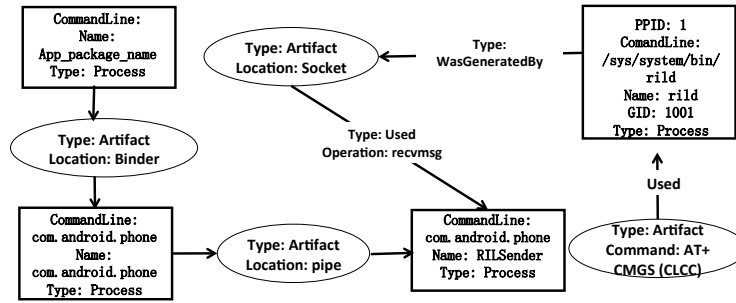 CommandLine:
Name:
App_package_name
Type: Process
Type: Artifact
Location: Binder
CommandLine:
com.android.phone
Name:
com.android.phone
Type: Process
Type: Artifact
Location: pipe
Type: Artifact
Location: Socket
Type: Used
Operation: recvmsg
CommandLine:
com.android.phone
Name: RILSender
Type: Process
Type:
WasGeneratedBy
PPID: 1
ComandLine:
/sys/system/bin/
rild
Name: rild
GID: 1001
Type: Process
Used
Type: Artifact
Command: AT+
CMGS (CLCC)